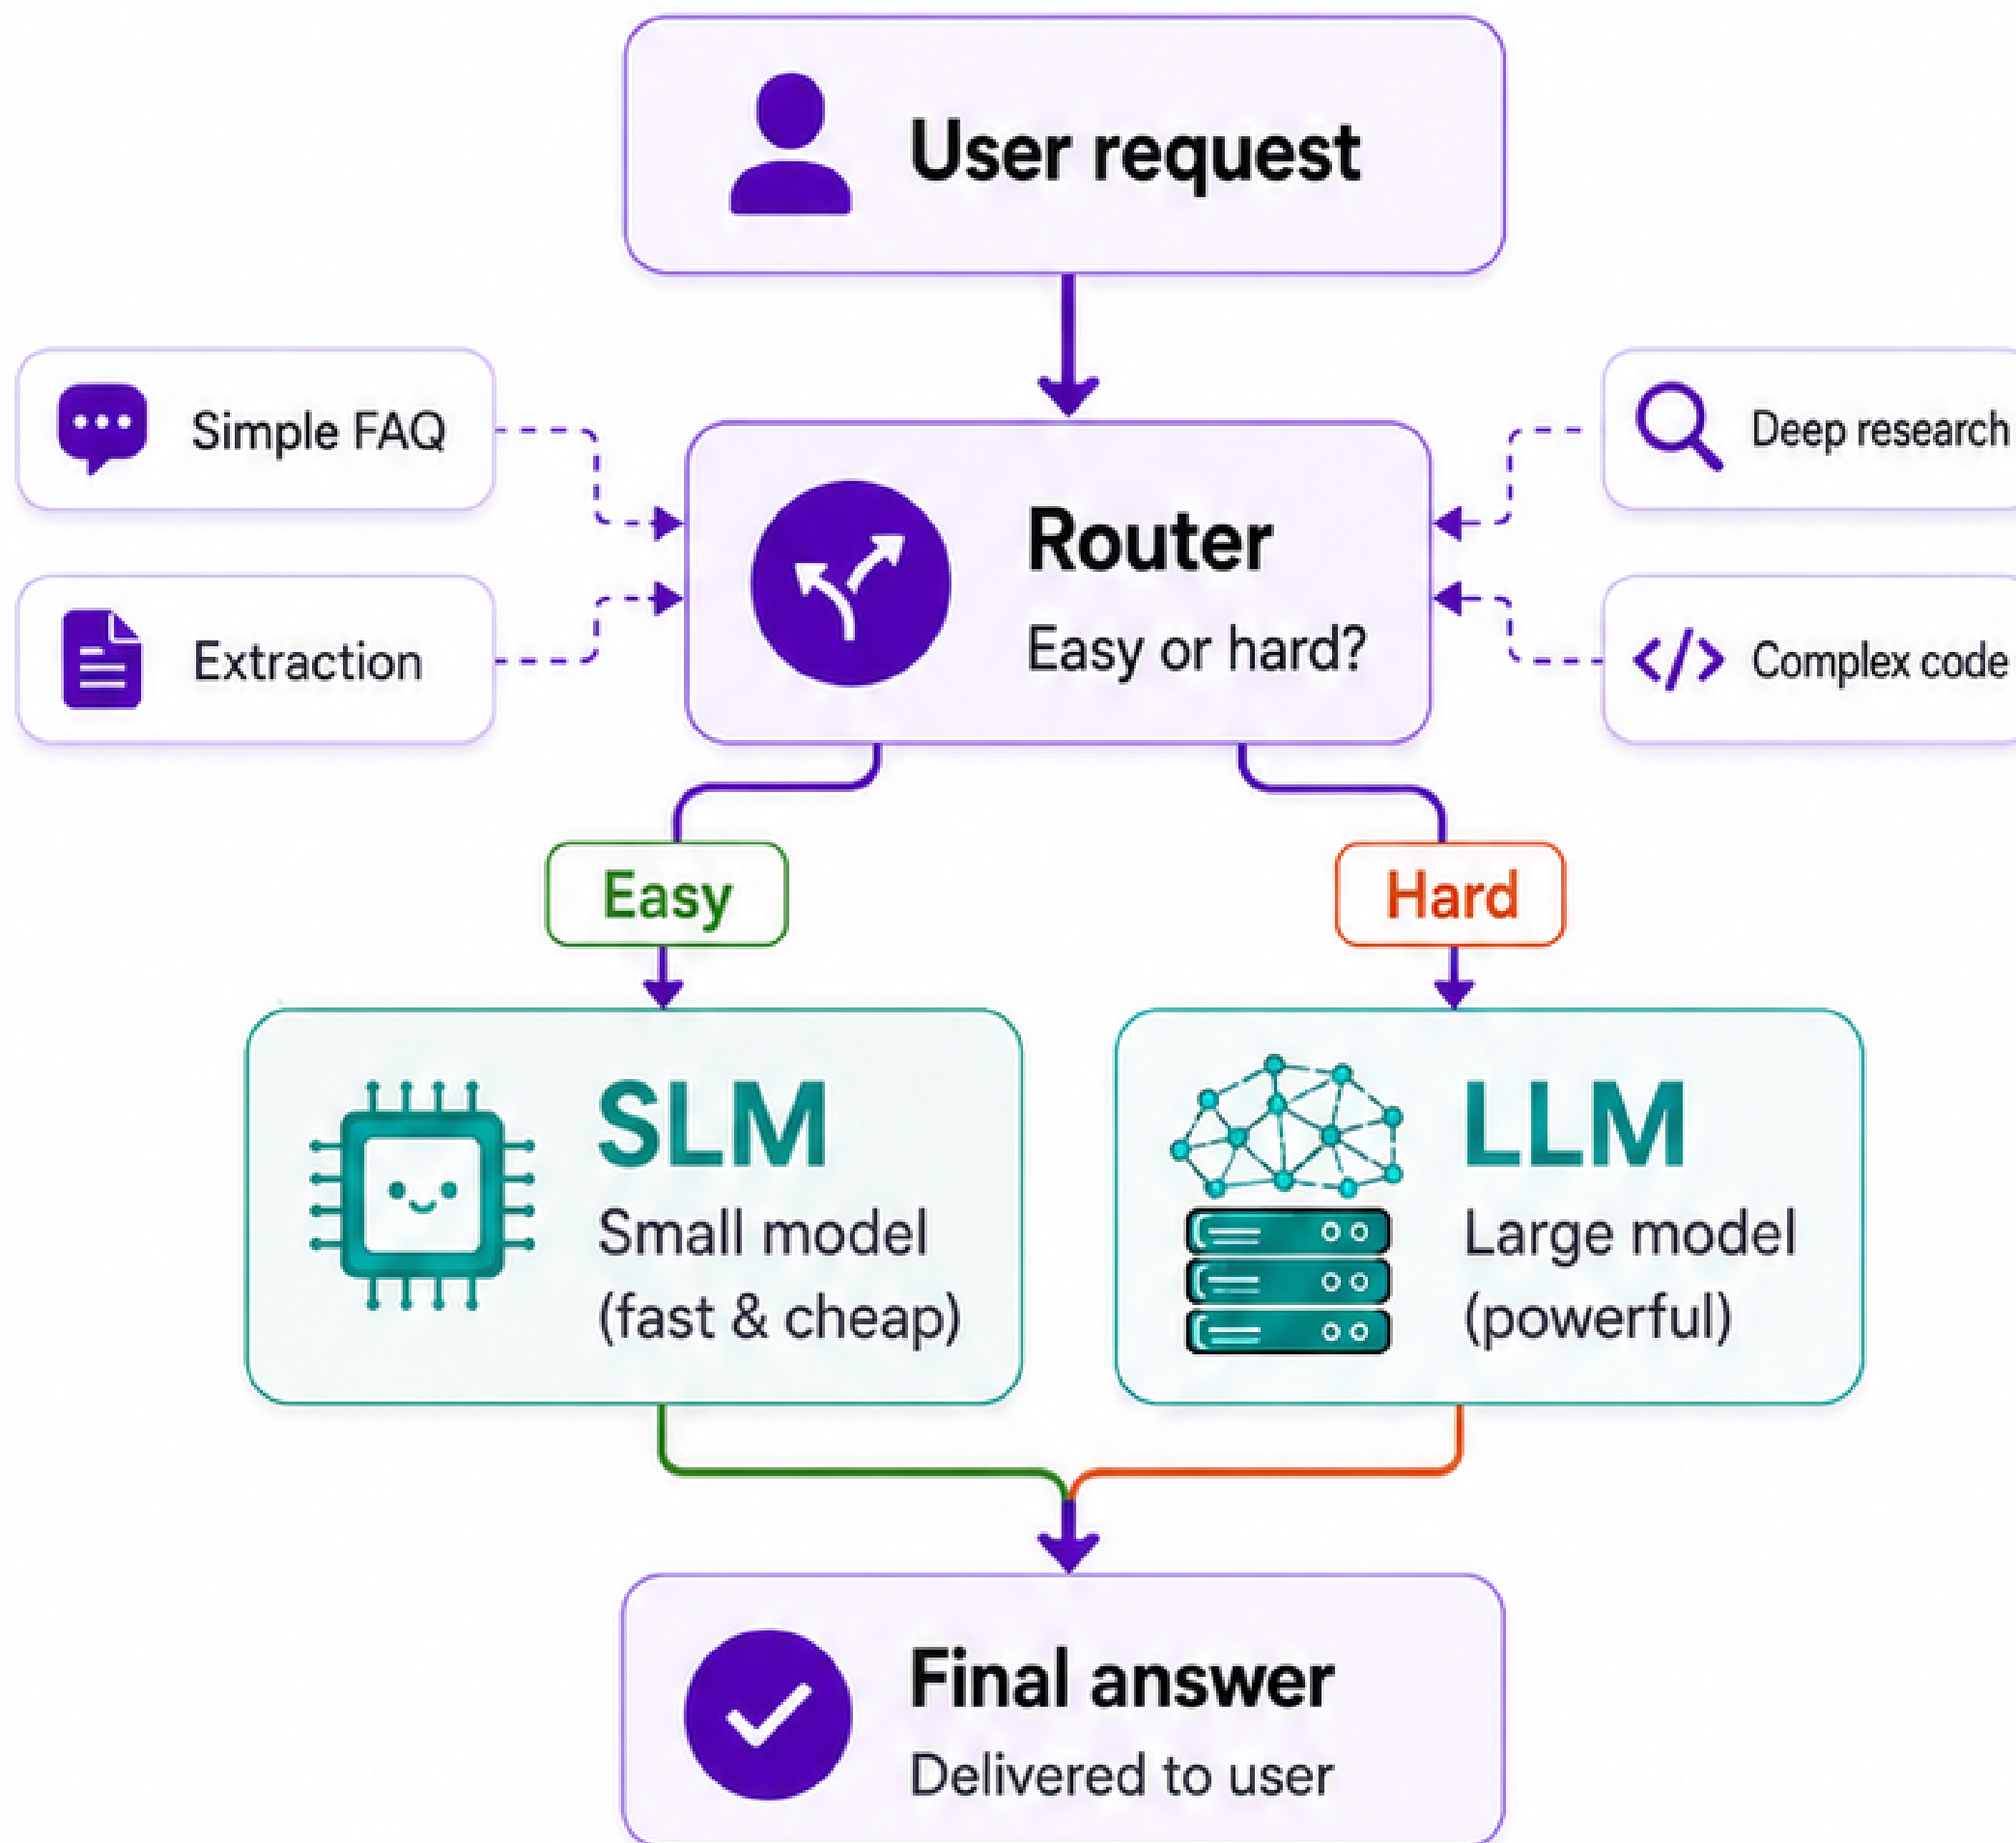 User request
Simple FAQ
Deep research
Router
Easy or hard?
Extraction
</> Complex code
Easy
Hard
SLM
Small model
(fast & cheap)
LLM
Large model
(powerful)
Final answer
Delivered to user